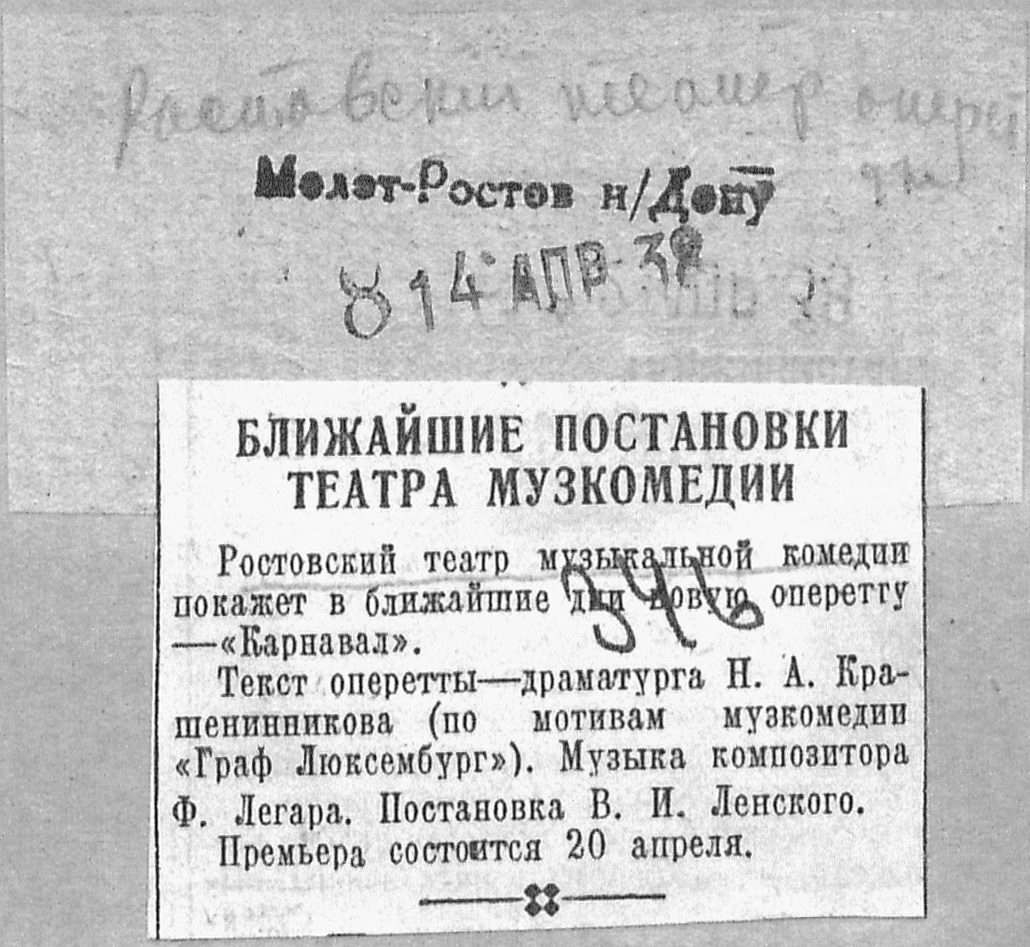 Ростовский театр оперет
Молот-Ростов н/Дону
14 АПР 39
БЛИЖАЙШИЕ ПОСТАНОВКИ
ТЕАТРА МУЗКОМЕДИИ
Ростовский театр музыкальной комедии
покажет в ближайшие дни новую оперетту
—«Карнавал».
Текст оперетты—драматурга Н. А. Кра-
шенинникова (по мотивам музкомедии
«Граф Люксембург»). Музыка композитора
Ф. Легара. Постановка В. И. Ленского.
Премьера состоится 20 апреля.